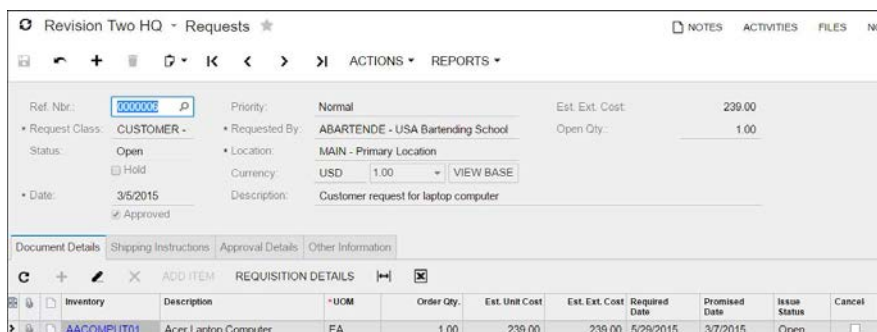 Revision Two HQ - Requests NOTES ACTIVITIES FILES
ACTIONS REPORTS
Ref. Nbr.: 0000006 Priority: Normal Est. Ext. Cost: 239.00
* Request Class: CUSTOMER - * Requested By: ABARTENDE - USA Bartending School Open Qty.: 1.00
Status: Open * Location: MAIN - Primary Location
Hold Currency: USD 1.00 VIEW BASE
* Date: 3/5/2015 Description: Customer request for laptop computer
Approved
Document Details Shipping Instructions Approval Details Other Information
ADD ITEM REQUISITION DETAILS
Inventory Description * UOM Order Qty. Est. Unit Cost Est. Ext. Cost Required Date Promised Date Issue Status Cancel
AACOMPUT01 Acer Laptop Computer EA 1.00 239.00 239.00 5/29/2015 3/7/2015 Open